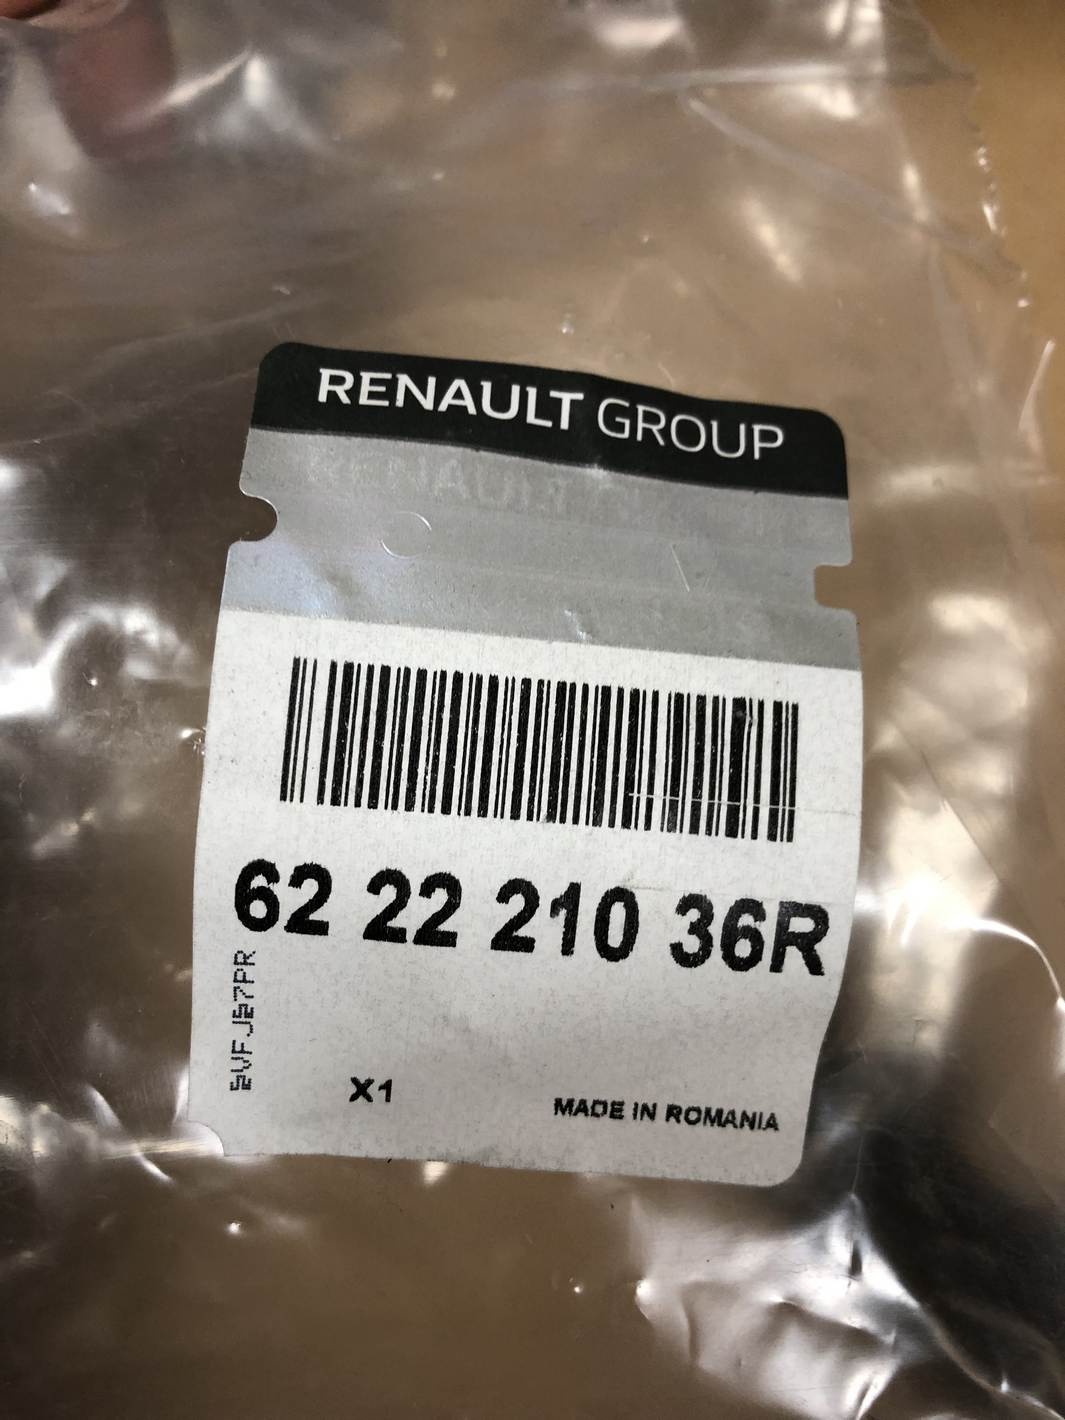 RENAULT GROUP
62 22 210 36R
X1
MADE IN ROMANIA